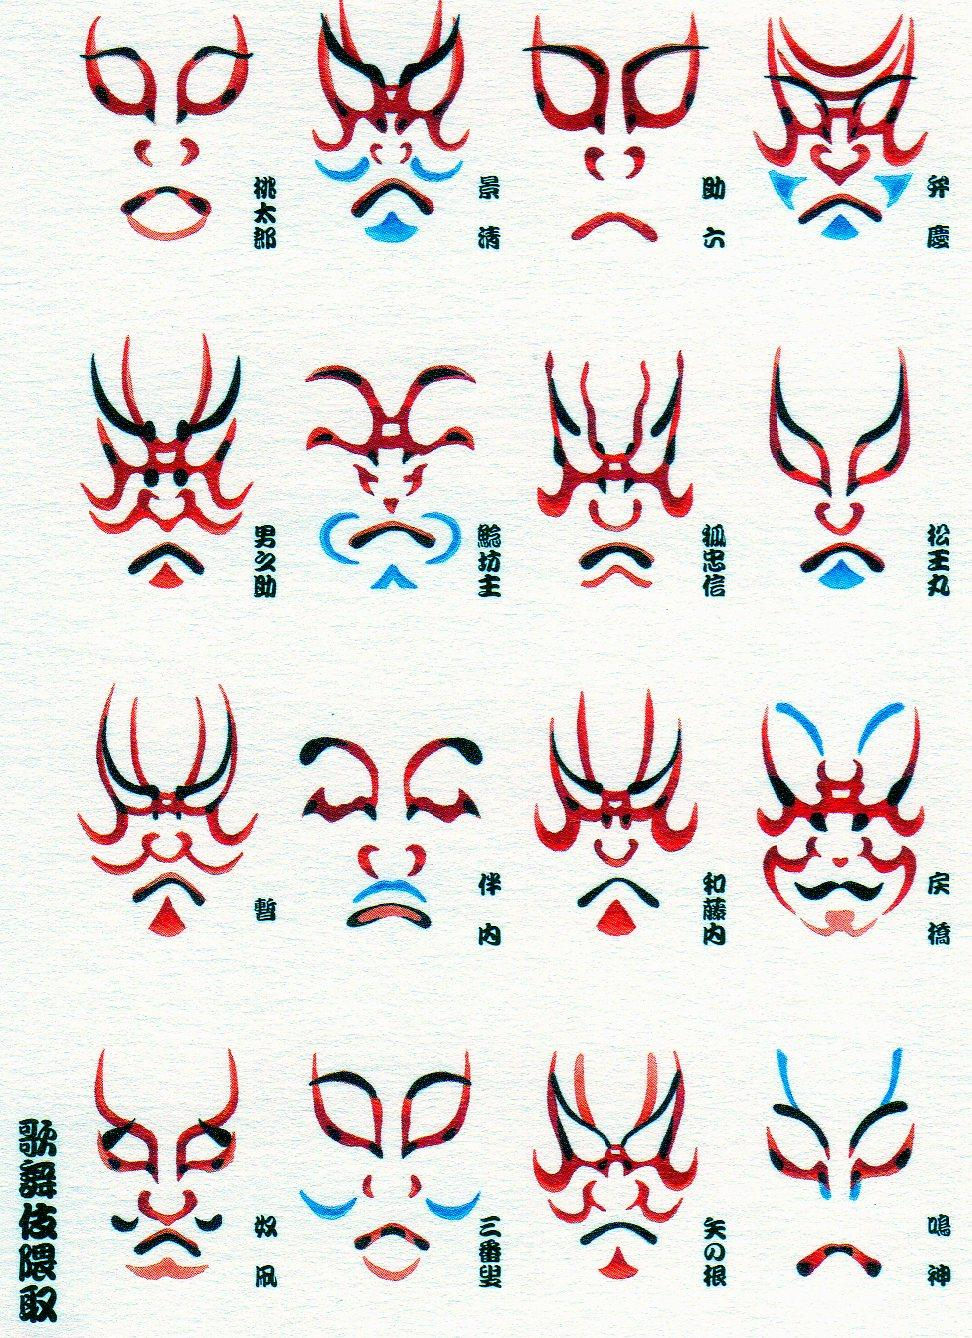 弁慶
助六
景清
桃太郎
松王丸
狐忠信
鯰坊主
男之助
戻橋
和藤内
伴内
暫
鳴神
矢の根
三番叟
奴凧
歌舞伎隈取